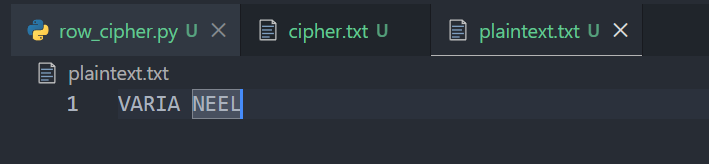 row_cipher.py U
cipher.txt U
plaintext.txt U
plaintext.txt
1 VARIA NEEL